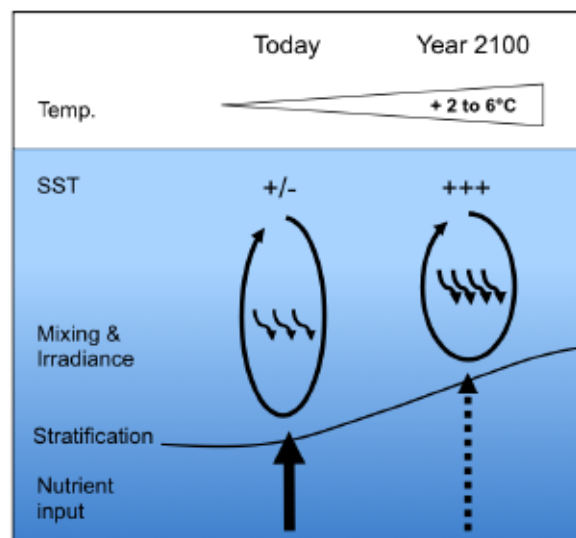 Today Year 2100
Temp. + 2 to 6°C
SST +/- +++
Mixing &
Irradiance
Stratification
Nutrient
input